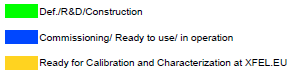 Def./R&D/Construction
Commissioning/ Ready to use/ in operation
Ready for Calibration and Characterization at XFEL.EU